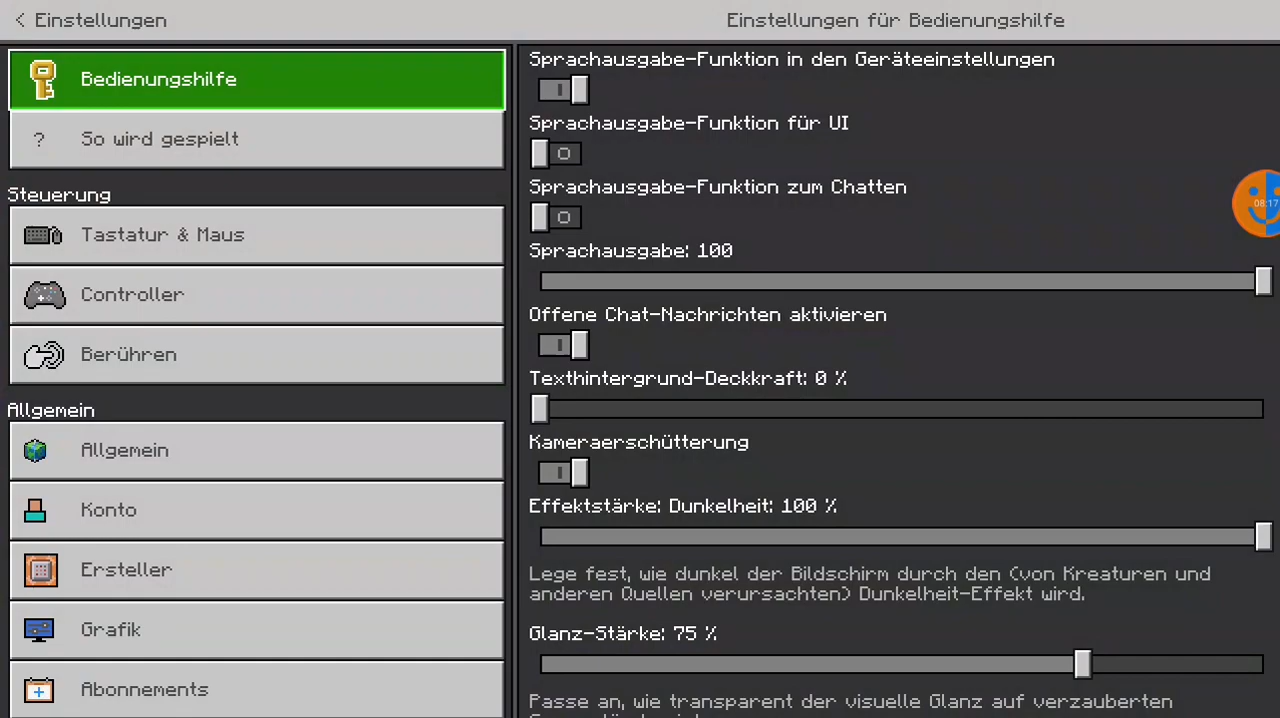 Einstellungen
Einstellungen für Bedienungshilfe
Bedienungshilfe
? So wird gespielt
Steuerung
Tastatur & Maus
Controller
Berühren
Allgemein
Allgemein
Konto
Ersteller
Grafik
Abonnements
Sprachausgabe-Funktion in den Geräteeinstellungen
Sprachausgabe-Funktion für UI
Sprachausgabe-Funktion zum Chatten
Sprachausgabe: 100
Offene Chat-Nachrichten aktivieren
Texthintergrund-Deckkraft: 0 %
Kameraerschütterung
Effektstärke: Dunkelheit: 100 %
Lege fest, wie dunkel der Bildschirm durch den (von Kreaturen und
anderen Quellen verursachten) Dunkelheit-Effekt wird.
Glanz-Stärke: 75 %
Passe an, wie transparent der visuelle Glanz auf verzauberten
08:17